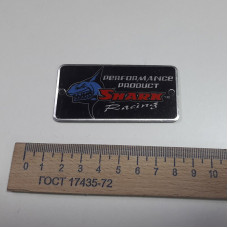 PERFORMANCE
PRODUCT
SHARK
Racing
0 1 2 3 4 5 6 7 8 9 10
ГОСТ 17435-72